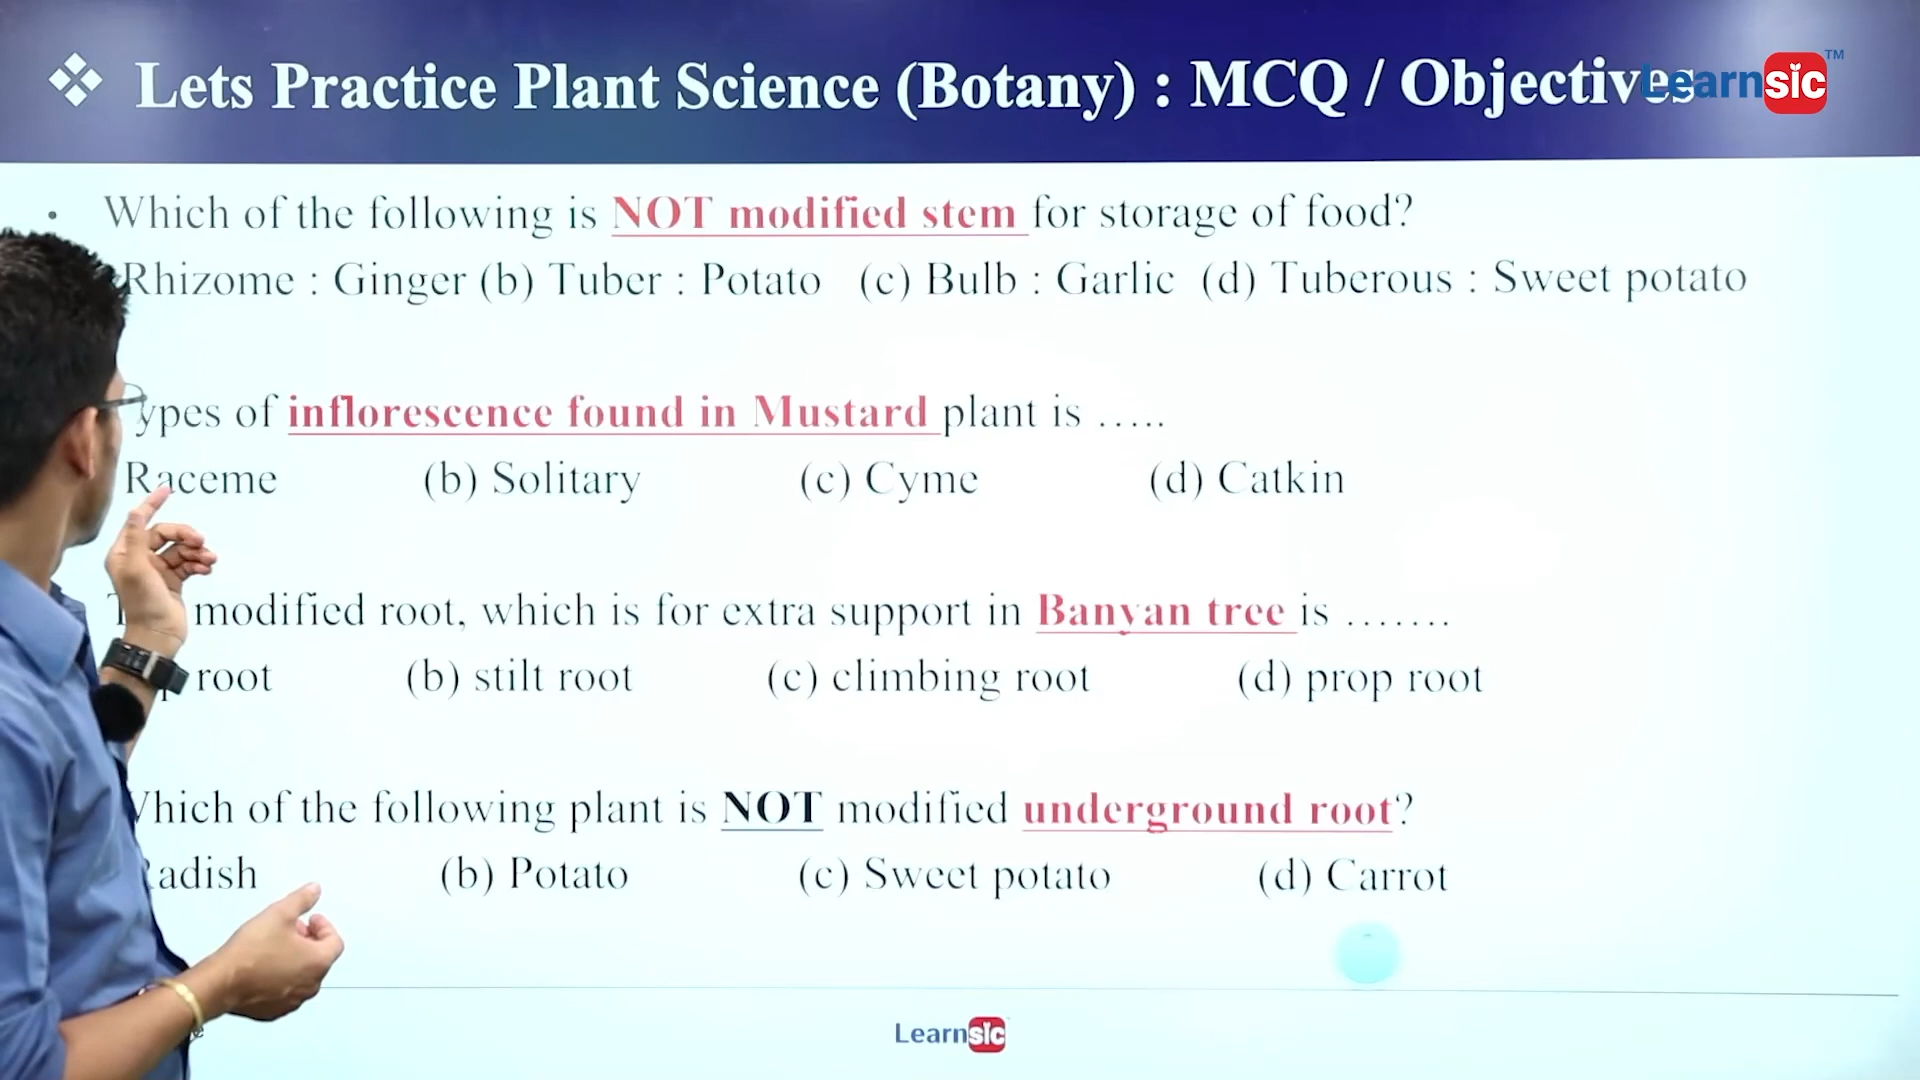 ❖ Lets Practice Plant Science (Botany) : MCQ / Objectives
Learnsic™
• Which of the following is NOT modified stem for storage of food?
Rhizome : Ginger (b) Tuber : Potato (c) Bulb : Garlic (d) Tuberous : Sweet potato
ypes of inflorescence found in Mustard plant is .....
Raceme (b) Solitary (c) Cyme (d) Catkin
modified root, which is for extra support in Banyan tree is .......
root (b) stilt root (c) climbing root (d) prop root
hich of the following plant is NOT modified underground root?
adish (b) Potato (c) Sweet potato (d) Carrot
Learnsic